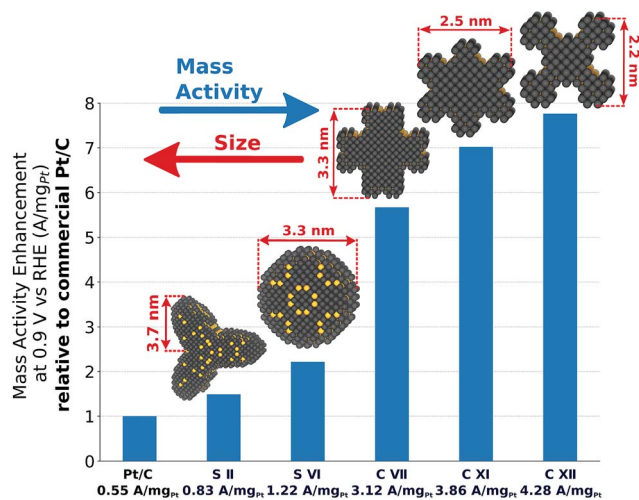 2.5 nm
2.2 nm
Mass
Activity
Size
3.3 nm
3.3 nm
3.7 nm
Mass Activity Enhancement
at 0.9 V vs RHE (A/mgPt)
relative to commercial Pt/C
8
7
6
5
4
3
2
1
0
Pt/C S II S VI C VII C XI C XII
0.55 A/mgPt 0.83 A/mgPt 1.22 A/mgPt 3.12 A/mgPt 3.86 A/mgPt 4.28 A/mgPt